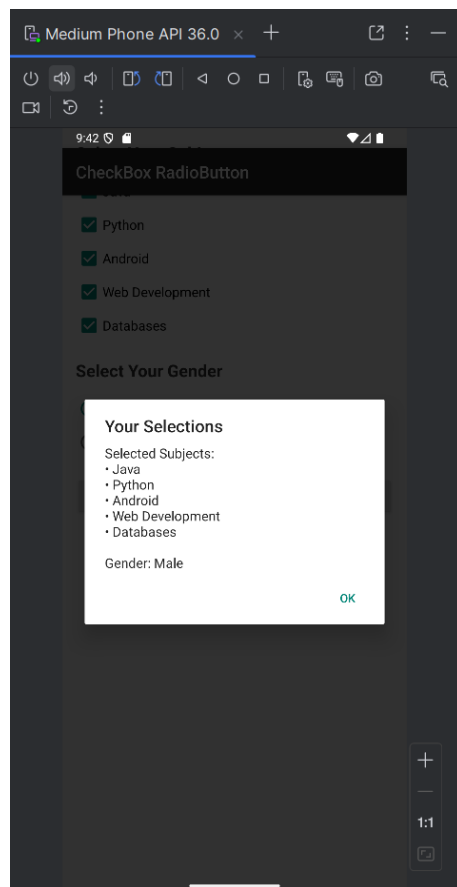 Medium Phone API 36.0
9:42
CheckBox RadioButton
Java
Python
Android
Web Development
Databases
Select Your Gender
Your Selections
Selected Subjects:
• Java
• Python
• Android
• Web Development
• Databases
Gender: Male
OK
1:1